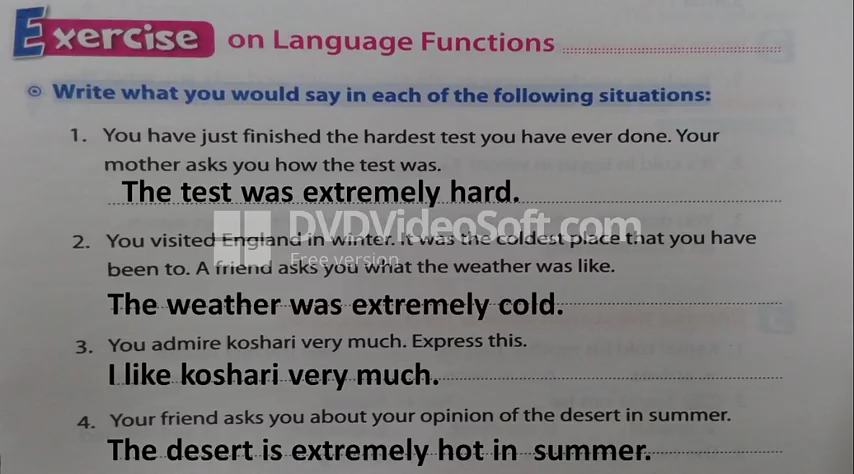 Exercise on Language Functions
Write what you would say in each of the following situations:
1. You have just finished the hardest test you have ever done. Your
mother asks you how the test was.
The test was extremely hard.
DVDVideoSoft.com
2. You visited England in winter. It was the coldest place that you have
Free version
been to. A friend asks you what the weather was like.
The weather was extremely cold.
3. You admire koshari very much. Express this.
I like koshari very much.
4. Your friend asks you about your opinion of the desert in summer.
The desert is extremely hot in summer.